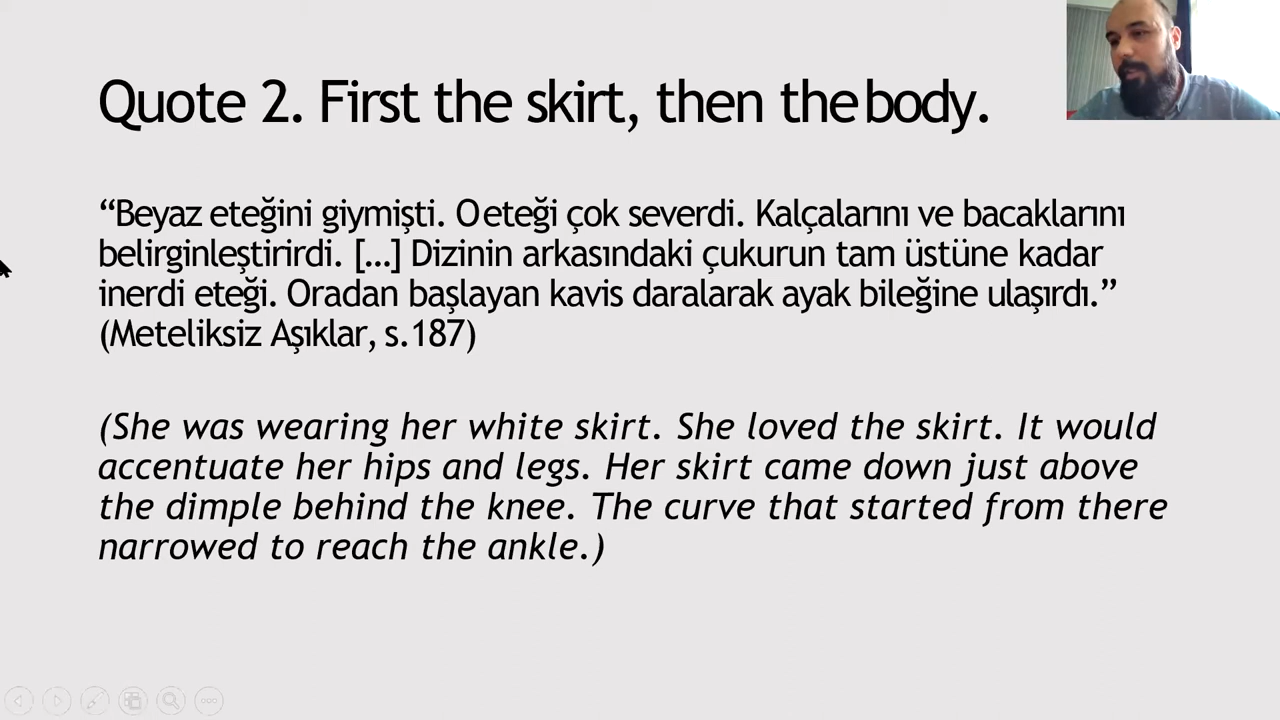 Quote 2. First the skirt, then the body.
“Beyaz eteğini giymişti. O eteği çok severdi. Kalçalarını ve bacaklarını
belirginleştirirdi. […] Dizinin arkasındaki çukurun tam üstüne kadar
inerdi eteği. Oradan başlayan kavis daralarak ayak bileğine ulaşırdı.”
(Meteliksiz Aşıklar, s.187)
(She was wearing her white skirt. She loved the skirt. It would
accentuate her hips and legs. Her skirt came down just above
the dimple behind the knee. The curve that started from there
narrowed to reach the ankle.)